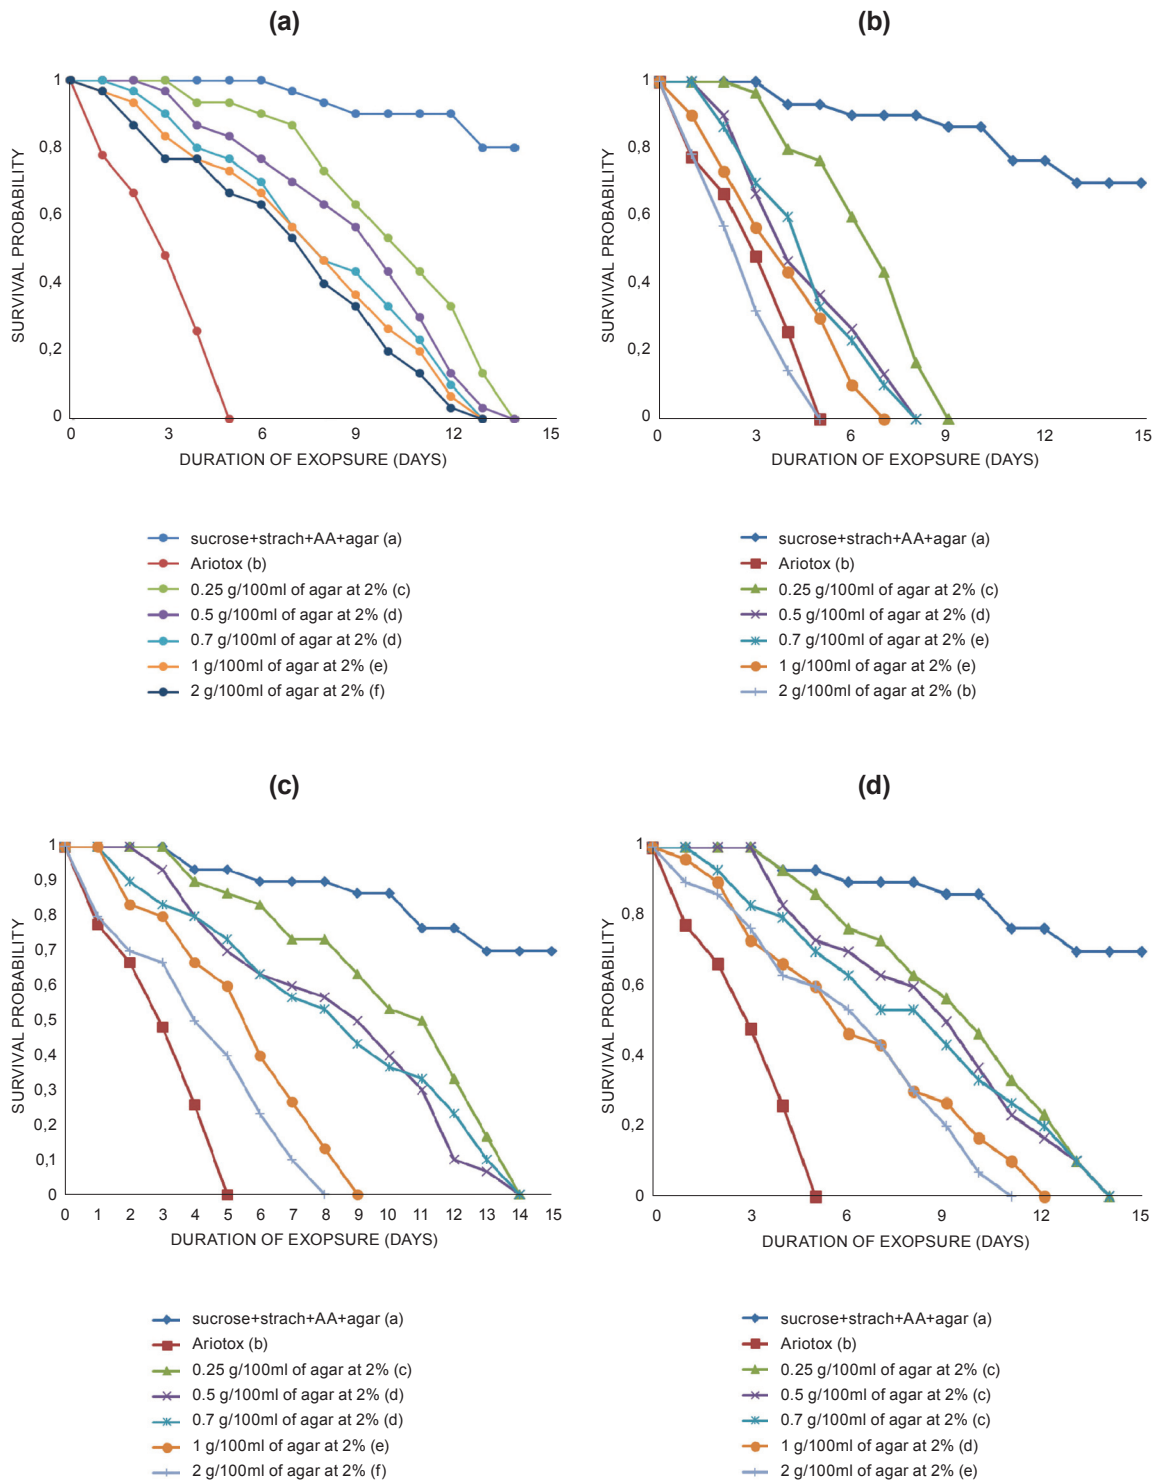 (a)
1
0,8
0,6
0,4
0,2
0
SURVIVAL PROBABILITY
0 3 6 9 12 15
DURATION OF EXOPSURE (DAYS)
sucrose+strach+AA+agar (a)
Ariotox (b)
0.25 g/100ml of agar at 2% (c)
0.5 g/100ml of agar at 2% (d)
0.7 g/100ml of agar at 2% (d)
1 g/100ml of agar at 2% (e)
2 g/100ml of agar at 2% (f)
(b)
1
0,8
0,6
0,4
0,2
0
SURVIVAL PROBABILITY
0 3 6 9 12 15
DURATION OF EXOPSURE (DAYS)
sucrose+strach+AA+agar (a)
Ariotox (b)
0.25 g/100ml of agar at 2% (c)
0.5 g/100ml of agar at 2% (d)
0.7 g/100ml of agar at 2% (e)
1 g/100ml of agar at 2% (e)
2 g/100ml of agar at 2% (b)
(c)
1
0,9
0,8
0,7
0,6
0,5
0,4
0,3
0,2
0,1
0
SURVIVAL PROBABILITY
0 1 2 3 4 5 6 7 8 9 10 11 12 13 14 15
DURATION OF EXOPSURE (DAYS)
sucrose+strach+AA+agar (a)
Ariotox (b)
0.25 g/100ml of agar at 2% (c)
0.5 g/100ml of agar at 2% (d)
0.7 g/100ml of agar at 2% (d)
1 g/100ml of agar at 2% (e)
2 g/100ml of agar at 2% (f)
(d)
1
0,8
0,6
0,4
0,2
0
SURVIVAL PROBABILITY
0 3 6 9 12 15
DURATION OF EXOPSURE (DAYS)
sucrose+strach+AA+agar (a)
Ariotox (b)
0.25 g/100ml of agar at 2% (c)
0.5 g/100ml of agar at 2% (c)
0.7 g/100ml of agar at 2% (c)
1 g/100ml of agar at 2% (d)
2 g/100ml of agar at 2% (e)